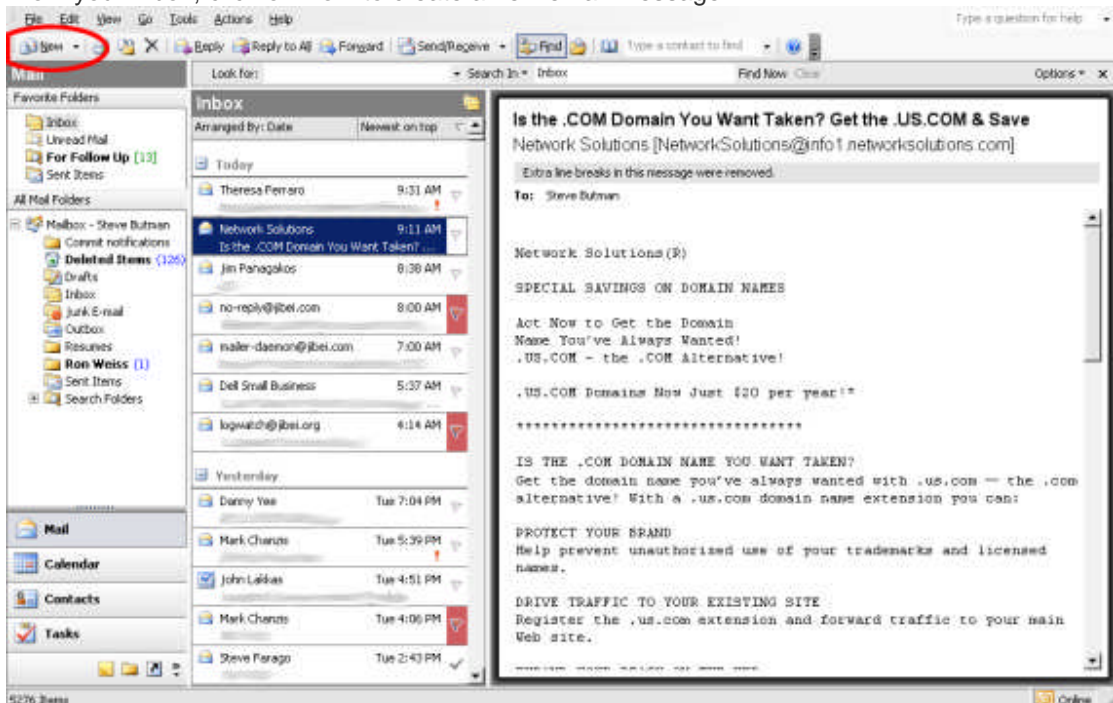 File Edit View Go Tools Actions Help
Type a question for help
New Reply Reply to All Forward Send/Receive Find Type a contact to find
Mail
Look for: Search In Inbox Find Now Clear Options
Favorite Folders
Inbox
Unread Mail
For Follow Up [13]
Sent Items
All Mail Folders
Mailbox - Steve Butman
Commit notifications
Deleted Items (126)
Drafts
Inbox
Junk E-mail
Outbox
Resumes
Ron Weiss (1)
Sent Items
Search Folders
Mail
Calendar
Contacts
Tasks
Inbox
Arranged By: Date Newest on top
Today
Theresa Ferraro 9:31 AM
Network Solutions 9:11 AM
Is the .COM Domain You Want Taken? ...
Jim Panagakos 8:38 AM
no-reply@jibei.com 8:00 AM
mailer-daemon@jibei.com 7:00 AM
Dell Small Business 5:37 AM
logwatch@jibei.org 4:14 AM
Yesterday
Danny Yee Tue 7:04 PM
Mark Tue 5:39 PM
John Lakkas Tue 4:51 PM
Mark Tue 4:06 PM
Steve Farago Tue 2:43 PM
Is the .COM Domain You Want Taken? Get the .US.COM & Save
Network Solutions [NetworkSolutions@info1.networksolutions.com]
Extra line breaks in this message were removed.
To: Steve Butman
Network Solutions(R)
SPECIAL SAVINGS ON DOMAIN NAMES
Act Now to Get the Domain
Name You've Always Wanted!
.US.COM - the .COM Alternative!
.US.COM Domains Now Just $20 per year!*
*********************************
IS THE .COM DOMAIN NAME YOU WANT TAKEN?
Get the domain name you've always wanted with .us.com — the .com
alternative! With a .us.com domain name extension you can:
PROTECT YOUR BRAND
Help prevent unauthorized use of your trademarks and licensed
names.
DRIVE TRAFFIC TO YOUR EXISTING SITE
Register the .us.com extension and forward traffic to your main
Web site.
5276 Items
Online